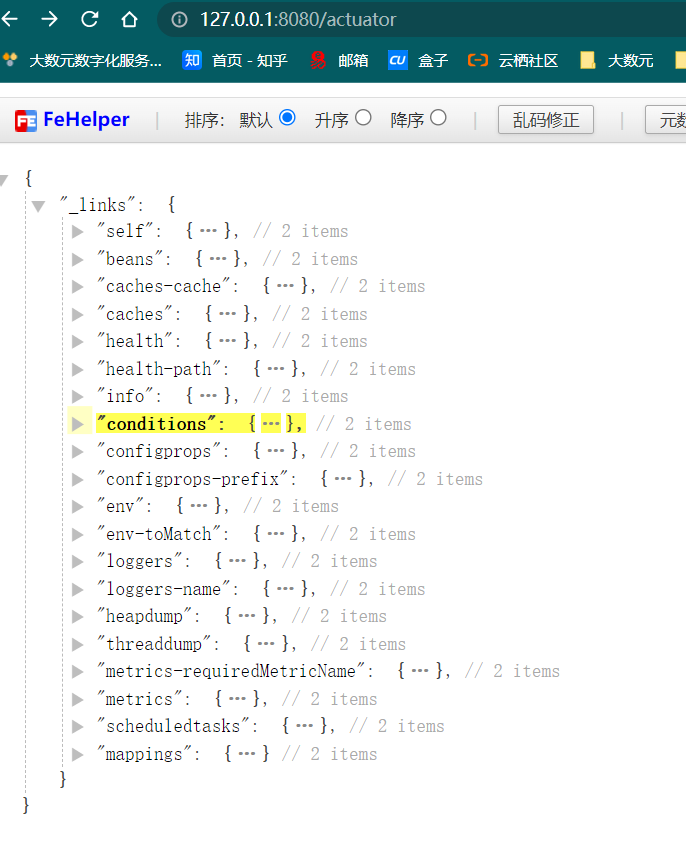 127.0.0.1:8080/actuator
大数元数字化服务... 知 首页 - 知乎 邮箱 CU 盒子 云栖社区 大数元
FE FeHelper | 排序: 默认 升序 降序 | 乱码修正 | 元数
{
"_links": {
"self": {···}, // 2 items
"beans": {···}, // 2 items
"caches-cache": {···}, // 2 items
"caches": {···}, // 2 items
"health": {···}, // 2 items
"health-path": {···}, // 2 items
"info": {···}, // 2 items
"conditions": {···}, // 2 items
"configprops": {···}, // 2 items
"configprops-prefix": {···}, // 2 items
"env": {···}, // 2 items
"env-toMatch": {···}, // 2 items
"loggers": {···}, // 2 items
"loggers-name": {···}, // 2 items
"heapdump": {···}, // 2 items
"threaddump": {···}, // 2 items
"metrics-requiredMetricName": {···}, // 2 items
"metrics": {···}, // 2 items
"scheduledtasks": {···}, // 2 items
"mappings": {···} // 2 items
}
}